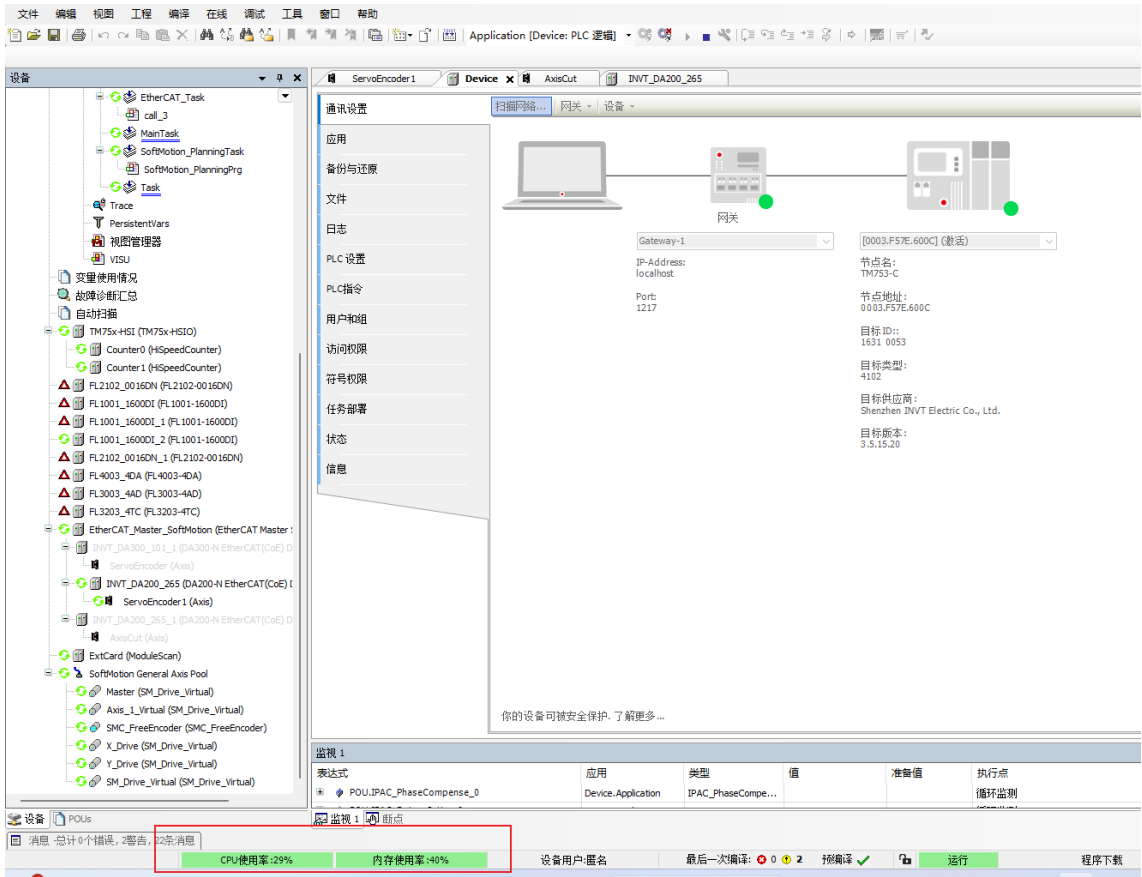 文件 编辑 视图 工程 编译 在线 调试 工具 窗口 帮助
Application [Device: PLC 逻辑]
设备
EtherCAT_Task
call_3
MainTask
SoftMotion_PlanningTask
SoftMotion_PlanningPrg
Task
Trace
PersistentVars
视图管理器
VISU
变量使用情况
故障诊断汇总
自动扫描
TM75x-HSI (TM75x-HSIO)
Counter0 (HiSpeedCounter)
Counter1 (HiSpeedCounter)
FL2102_0016DN (FL2102-0016DN)
FL1001_1600DI (FL1001-1600DI)
FL1001_1600DI_1 (FL1001-1600DI)
FL1001_1600DI_2 (FL1001-1600DI)
FL2102_0016DN_1 (FL2102-0016DN)
FL4003_4DA (FL4003-4DA)
FL3003_4AD (FL3003-4AD)
FL3203_4TC (FL3203-4TC)
EtherCAT_Master_SoftMotion (EtherCAT Master
INVT_DA300_101_1 (DA300-N EtherCAT(CoE) D
ServoEncoder (Axis)
INVT_DA200_265 (DA200-N EtherCAT(CoE) D
ServoEncoder1 (Axis)
INVT_DA200_265_1 (DA200-N EtherCAT(CoE) D
AxisCut (Axis)
ExtCard (ModuleScan)
SoftMotion General Axis Pool
Master (SM_Drive_Virtual)
Axis_1_Virtual (SM_Drive_Virtual)
SMC_FreeEncoder (SMC_FreeEncoder)
X_Drive (SM_Drive_Virtual)
Y_Drive (SM_Drive_Virtual)
SM_Drive_Virtual (SM_Drive_Virtual)
设备 POUs
ServoEncoder1 Device AxisCut INVT_DA200_265
通讯设置
应用
备份与还原
文件
日志
PLC 设置
PLC指令
用户和组
访问权限
符号权限
任务部署
状态
信息
扫描网络... 网关 设备
网关
Gateway-1
IP-Address:
localhost
Port:
1217
[0003.F57E.600C] (激活)
节点名:
TM753-C
节点地址:
0003.F57E.600C
目标 ID::
1631 0053
目标类型:
4102
目标供应商:
Shenzhen INVT Electric Co., Ltd.
目标版本:
3.5.15.20
你的设备可被安全保护. 了解更多...
监视 1
表达式 应用 类型 值 准备值 执行点
POU.IPAC_PhaseCompense_0 Device.Application IPAC_PhaseCompe... 循环监测
监视 1 断点
消息 -总计0个错误, 2警告, 22条消息
CPU使用率:29% 内存使用率:40% 设备用户:匿名 最后一次编译: 0 2 预编译 运行 程序下载